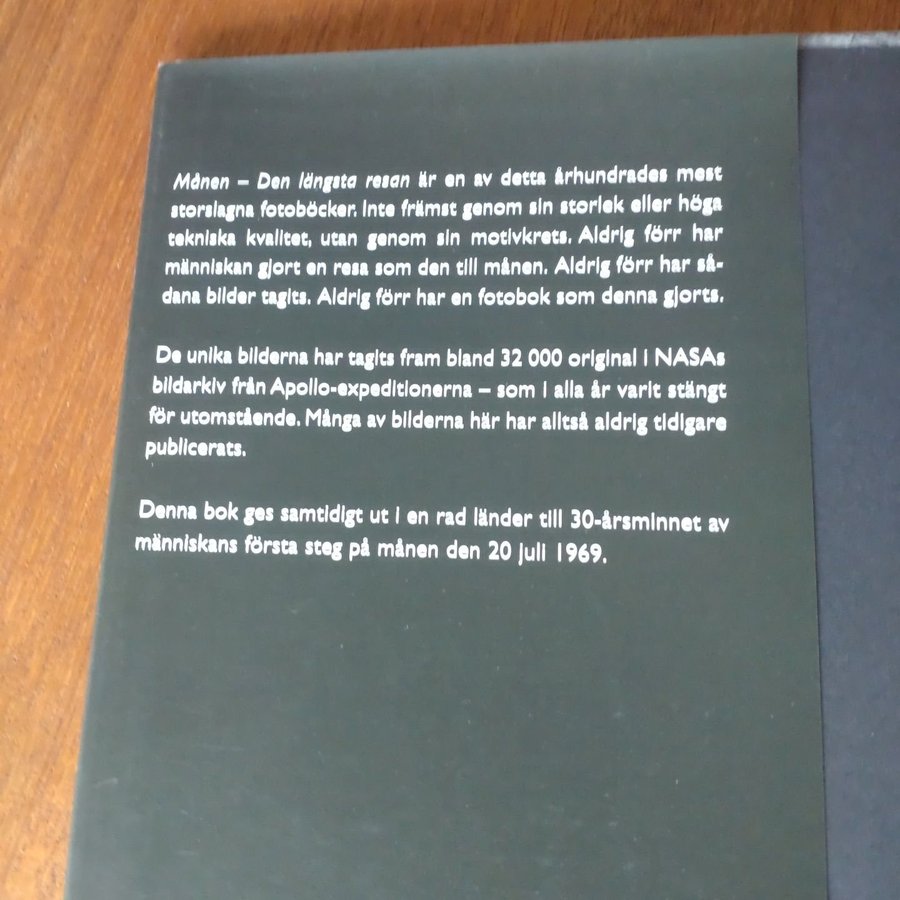 Månen – Den längsta resan är en av detta århundrades mest
storslagna fotoböcker. Inte främst genom sin storlek eller höga
tekniska kvalitet, utan genom sin motivkrets. Aldrig förr har
människan gjort en resa som den till månen. Aldrig förr har så-
dana bilder tagits. Aldrig förr har en fotobok som denna gjorts.
De unika bilderna har tagits fram bland 32 000 original i NASAs
bildarkiv från Apollo-expeditionerna – som i alla år varit stängt
för utomstående. Många av bilderna här har alltså aldrig tidigare
publicerats.
Denna bok ges samtidigt ut i en rad länder till 30-årsminnet av
människans första steg på månen den 20 juli 1969.